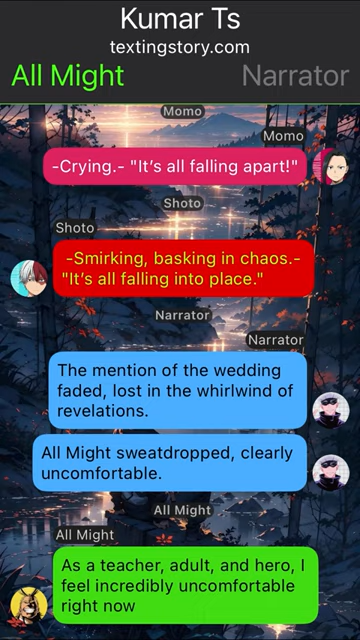 Kumar Ts
textingstory.com
All Might
Narrator
Momo
Momo
-Crying.- "It's all falling apart!"
Shoto
Shoto
-Smirking, basking in chaos.-
"It's all falling into place."
Narrator
Narrator
The mention of the wedding
faded, lost in the whirlwind of
revelations.
All Might sweatdropped, clearly
uncomfortable.
All Might
All Might
As a teacher, adult, and hero, I
feel incredibly uncomfortable
right now